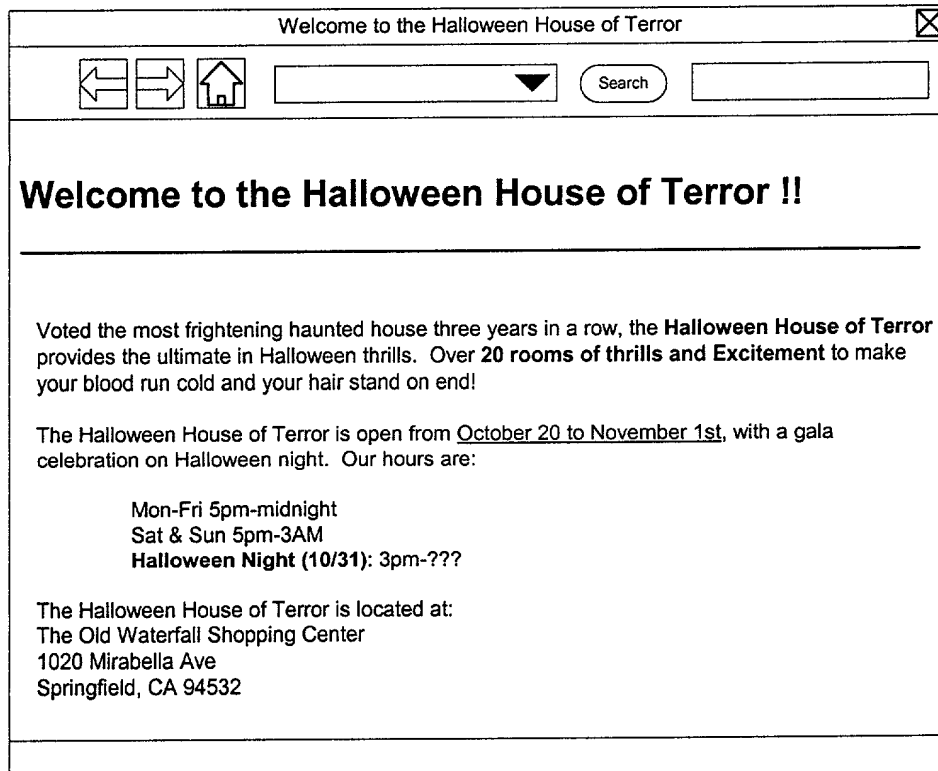 Welcome to the Halloween House of Terror
Search
Welcome to the Halloween House of Terror !!
Voted the most frightening haunted house three years in a row, the Halloween House of Terror
provides the ultimate in Halloween thrills. Over 20 rooms of thrills and Excitement to make
your blood run cold and your hair stand on end!
The Halloween House of Terror is open from October 20 to November 1st, with a gala
celebration on Halloween night. Our hours are:
Mon-Fri 5pm-midnight
Sat & Sun 5pm-3AM
Halloween Night (10/31): 3pm-???
The Halloween House of Terror is located at:
The Old Waterfall Shopping Center
1020 Mirabella Ave
Springfield, CA 94532